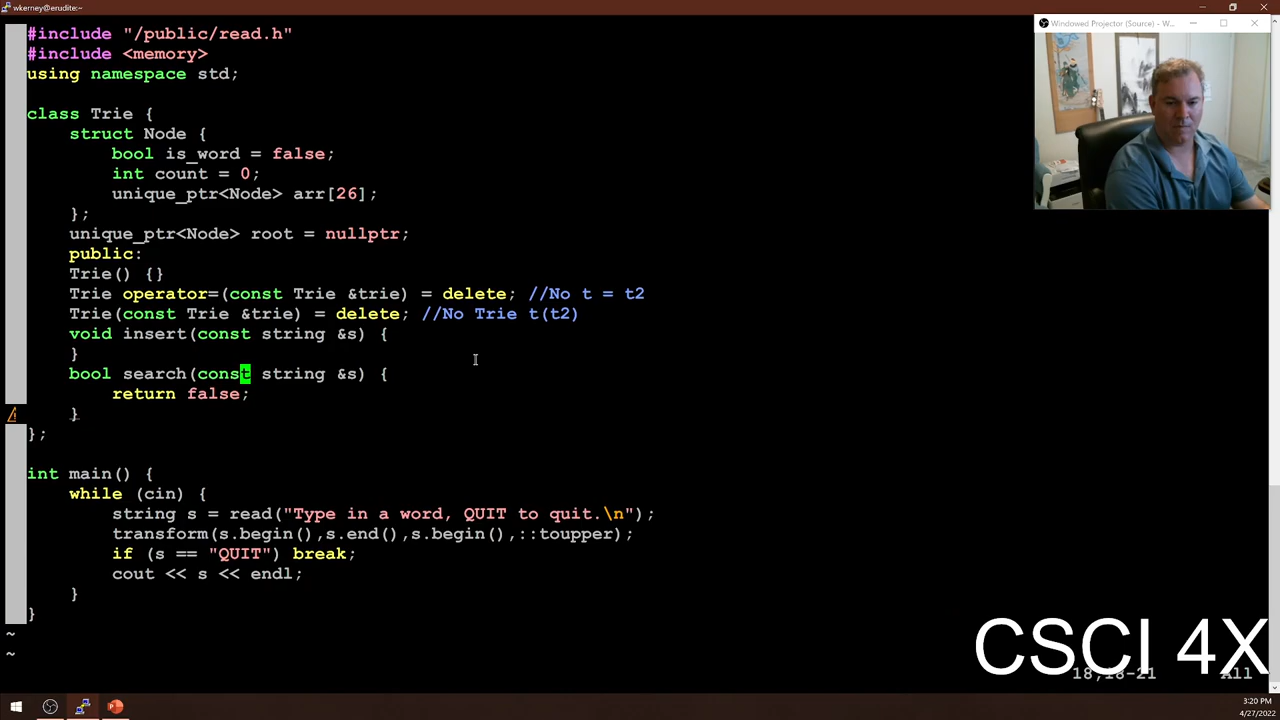 wkerney@erudite:~
#include "/public/read.h"
#include <memory>
using namespace std;
class Trie {
struct Node {
bool is_word = false;
int count = 0;
unique_ptr<Node> arr[26];
};
unique_ptr<Node> root = nullptr;
public:
Trie() {}
Trie operator=(const Trie &trie) = delete; //No t = t2
Trie(const Trie &trie) = delete; //No Trie t(t2)
void insert(const string &s) {
}
bool search(const string &s) {
return false;
}
};
int main() {
while (cin) {
string s = read("Type in a word, QUIT to quit.\n");
transform(s.begin(),s.end(),s.begin(),::toupper);
if (s == "QUIT") break;
cout << s << endl;
}
}
~
~
Windowed Projector (Source) - W...
CSCI 4X
18,18-21 All
3:20 PM
4/27/2022